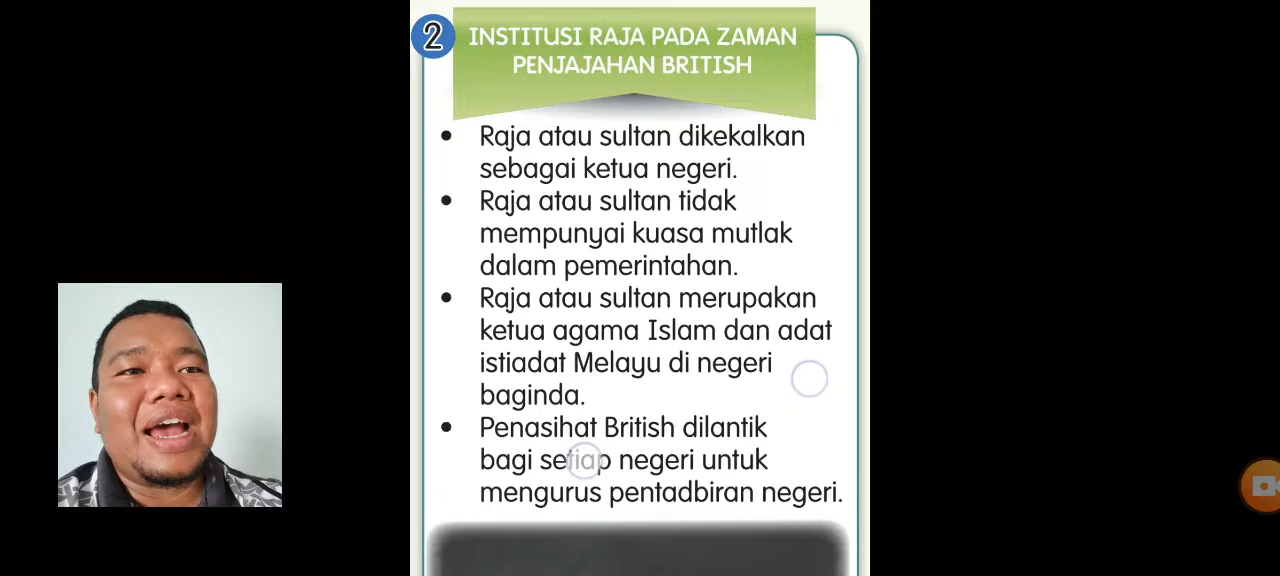 2
INSTITUSI RAJA PADA ZAMAN
PENJAJAHAN BRITISH
• Raja atau sultan dikekalkan
sebagai ketua negeri.
• Raja atau sultan tidak
mempunyai kuasa mutlak
dalam pemerintahan.
• Raja atau sultan merupakan
ketua agama Islam dan adat
istiadat Melayu di negeri
baginda.
• Penasihat British dilantik
bagi setiap negeri untuk
mengurus pentadbiran negeri.